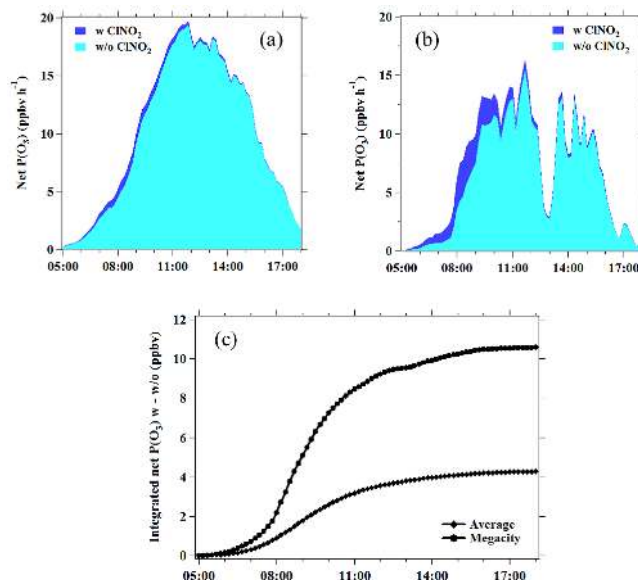 w ClNO2
w/o ClNO2
(a)
Net P(O3) (ppbv h-1)
20
15
10
5
0
05:00 08:00 11:00 14:00 17:00
w ClNO2
w/o ClNO2
(b)
Net P(O3) (ppbv h-1)
20
15
10
5
0
05:00 08:00 11:00 14:00 17:00
(c)
Integrated net P(O3) w - w/o (ppbv)
12
10
8
6
4
2
0
Average
Megacity
05:00 08:00 11:00 14:00 17:00